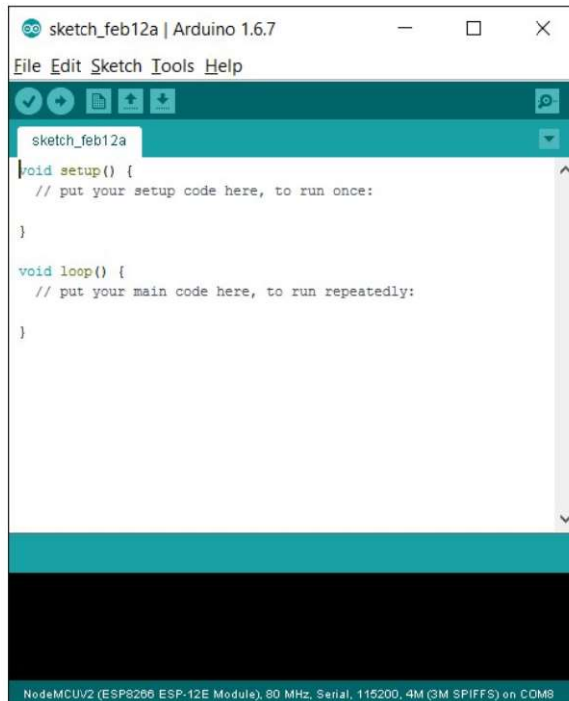 sketch_feb12a | Arduino 1.6.7
File Edit Sketch Tools Help
sketch_feb12a
void setup() {
  // put your setup code here, to run once:
}
void loop() {
  // put your main code here, to run repeatedly:
}
NodeMCUV2 (ESP8266 ESP-12E Module), 80 MHz, Serial, 115200, 4M (3M SPIFFS) on COM8